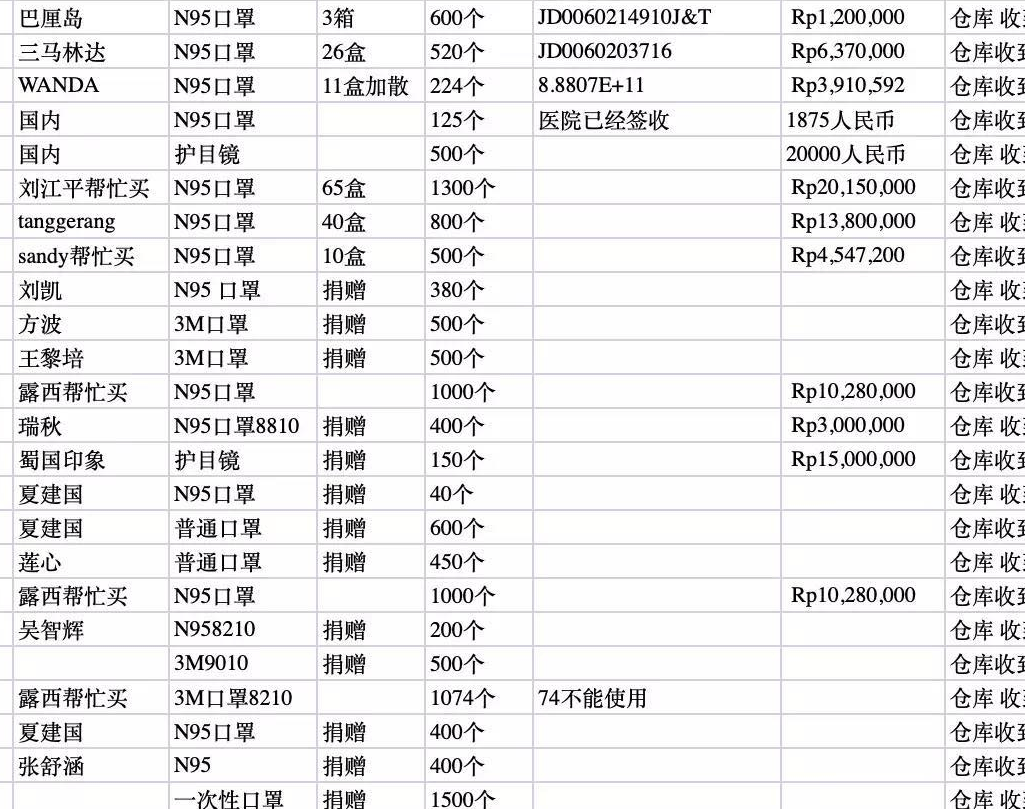 巴厘岛 N95口罩 3箱 600个 JD0060214910J&T Rp1,200,000 仓库 收
三马林达 N95口罩 26盒 520个 JD0060203716 Rp6,370,000 仓库收到
WANDA N95口罩 11盒加散 224个 8.8807E+11 Rp3,910,592 仓库收到
国内 N95口罩 125个 医院已经签收 1875人民币 仓库收到
国内 护目镜 500个 20000人民币 仓库 收
刘江平帮忙买 N95口罩 65盒 1300个 Rp20,150,000 仓库收到
tanggerang N95口罩 40盒 800个 Rp13,800,000 仓库 收
sandy帮忙买 N95口罩 10盒 500个 Rp4,547,200 仓库收到
刘凯 N95 口罩 捐赠 380个 仓库 收
方波 3M口罩 捐赠 500个 仓库收到
王黎培 3M口罩 捐赠 500个 仓库 收
露西帮忙买 N95口罩 1000个 Rp10,280,000 仓库收到
瑞秋 N95口罩8810 捐赠 400个 Rp3,000,000 仓库 收
蜀国印象 护目镜 捐赠 150个 Rp15,000,000 仓库收到
夏建国 N95口罩 捐赠 40个 仓库 收
夏建国 普通口罩 捐赠 600个 仓库收到
莲心 普通口罩 捐赠 450个 仓库 收
露西帮忙买 N95口罩 1000个 Rp10,280,000 仓库收到
吴智辉 N958210 捐赠 200个 仓库 收
3M9010 捐赠 500个 仓库收到
露西帮忙买 3M口罩8210 1074个 74不能使用 仓库 收
夏建国 N95口罩 捐赠 400个 仓库收到
张舒涵 N95 捐赠 400个 仓库收到
一次性口罩 捐赠 1500个 仓库 收